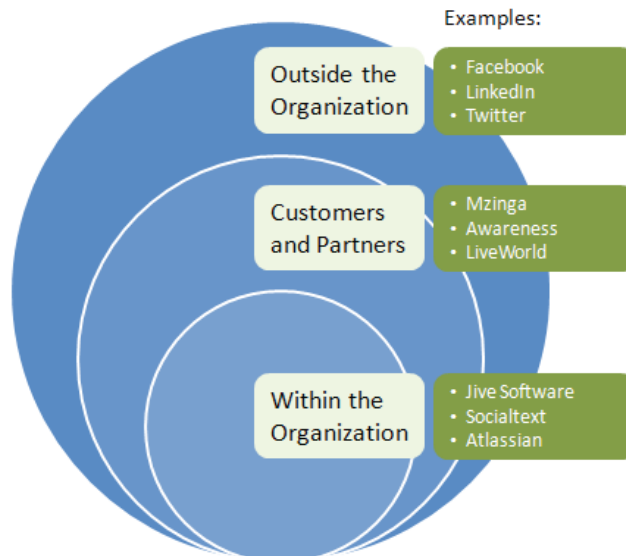 Examples:
Outside the
Organization
• Facebook
• LinkedIn
• Twitter
Customers
and Partners
• Mzinga
• Awareness
• LiveWorld
Within the
Organization
• Jive Software
• Socialtext
• Atlassian